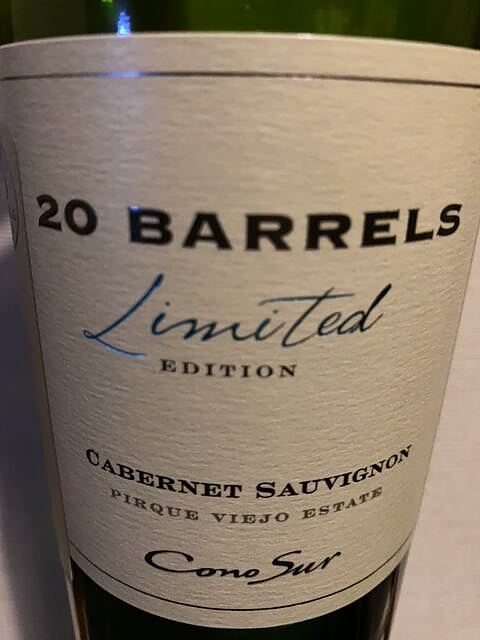 20 BARRELS
Limited
EDITION
CABERNET SAUVIGNON
PIRQUE VIEJO ESTATE
Cono Sur